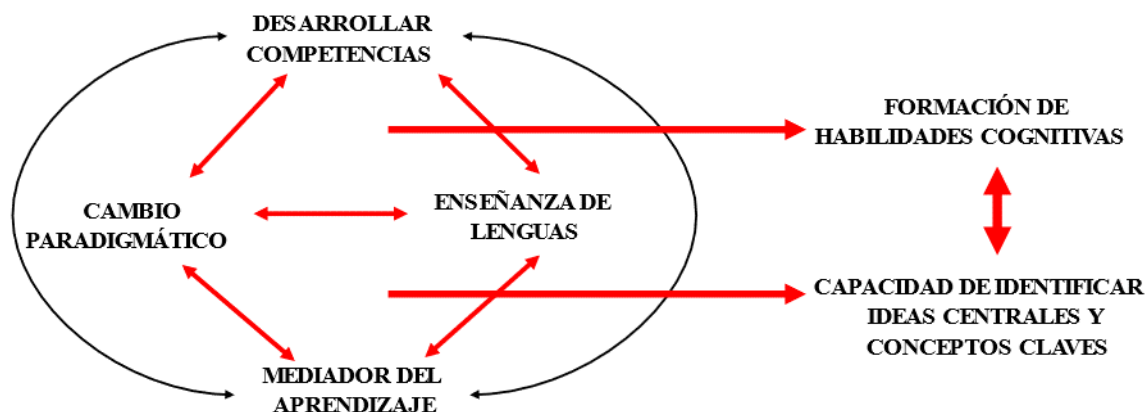 DESARROLLAR
COMPETENCIAS
FORMACIÓN DE
HABILIDADES COGNITIVAS
CAMBIO
PARADIGMÁTICO
ENSEÑANZA DE
LENGUAS
CAPACIDAD DE IDENTIFICAR
IDEAS CENTRALES Y
CONCEPTOS CLAVES
MEDIADOR DEL
APRENDIZAJE